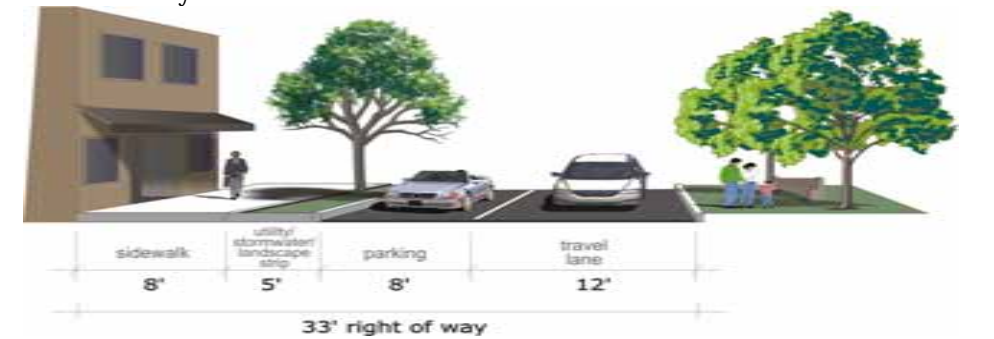 sidewalk
utility/
stormwater/
landscape
strip
parking
travel
lane
8'
5'
8'
12'
33' right of way